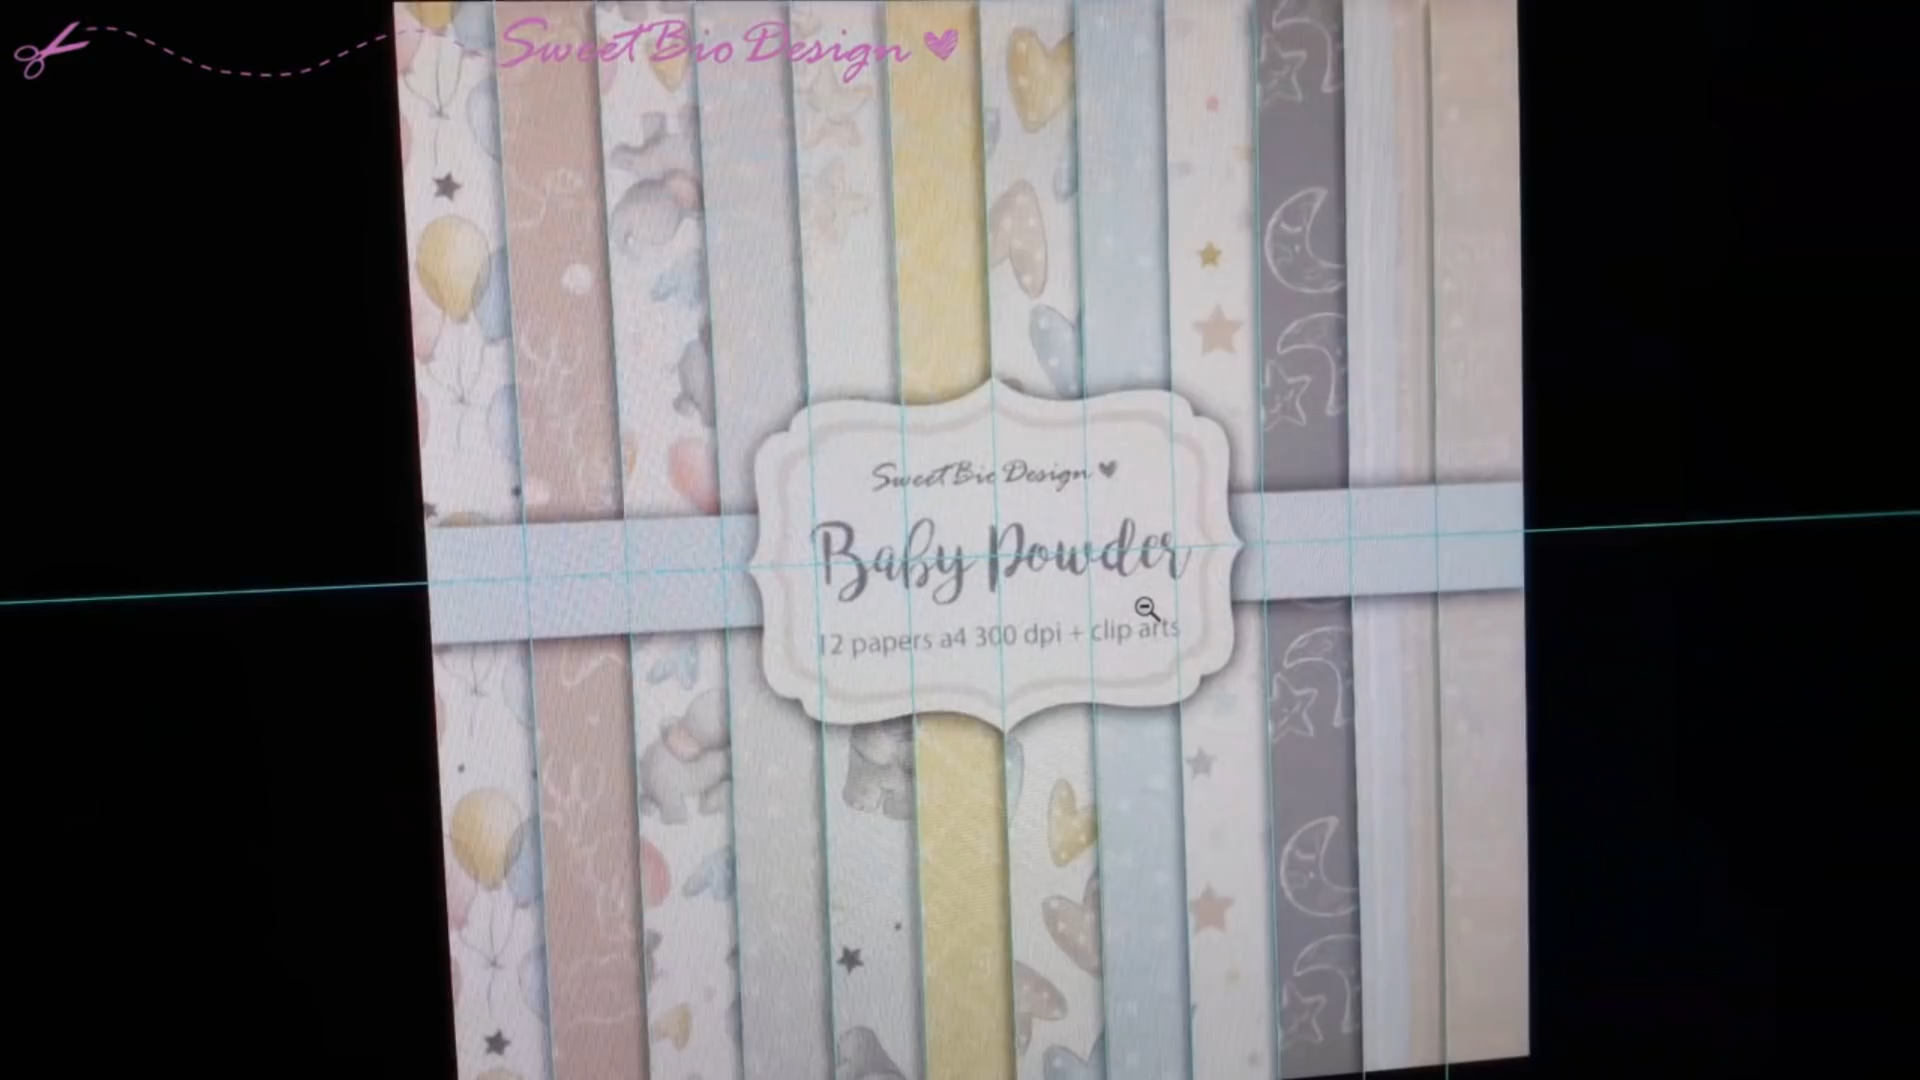 SweetBio Design
SweetBio Design
Baby Powder
12 papers a4 300 dpi + clip arts